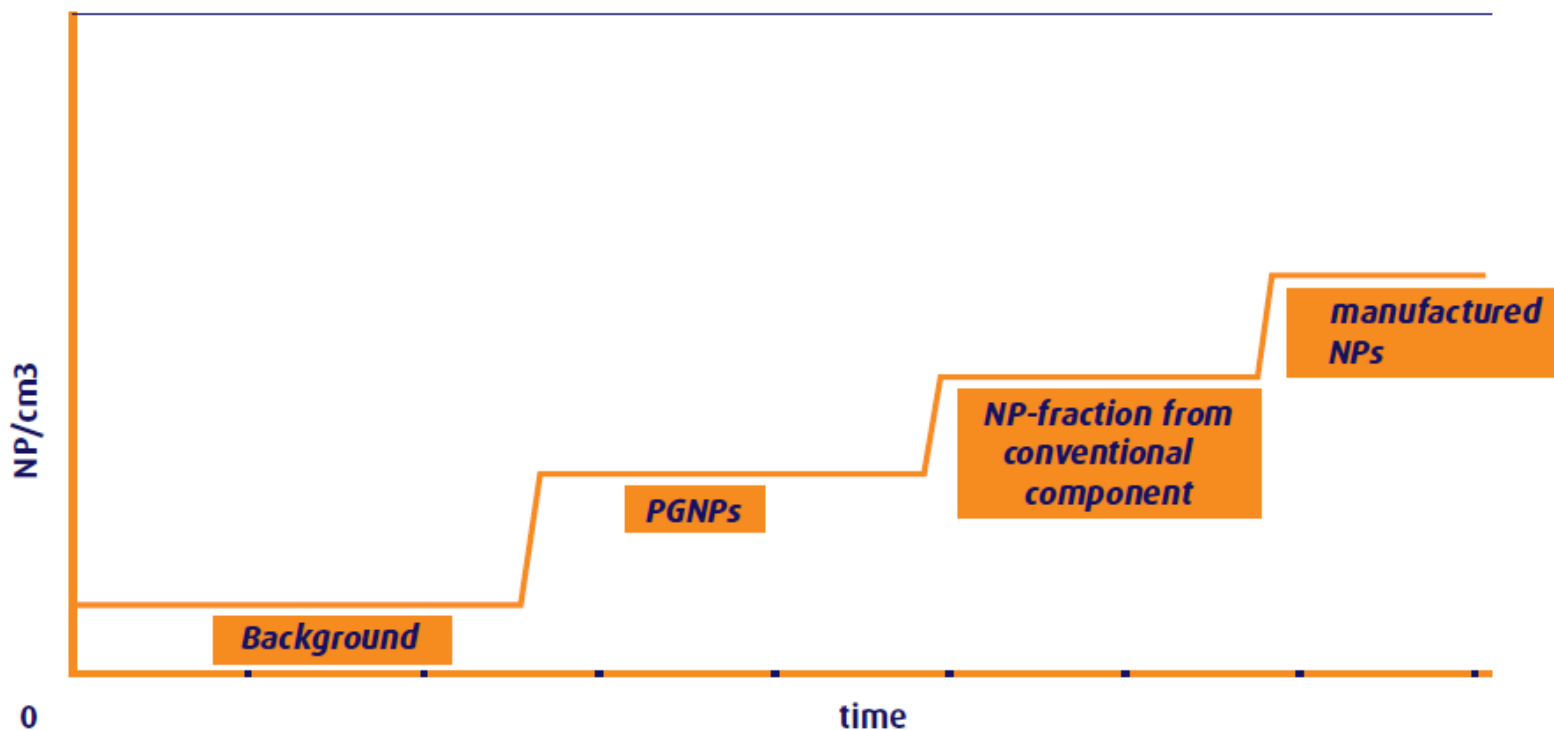 NP/cm3
manufactured
NPs
NP-fraction from
conventional
component
PGNPs
Background
0
time